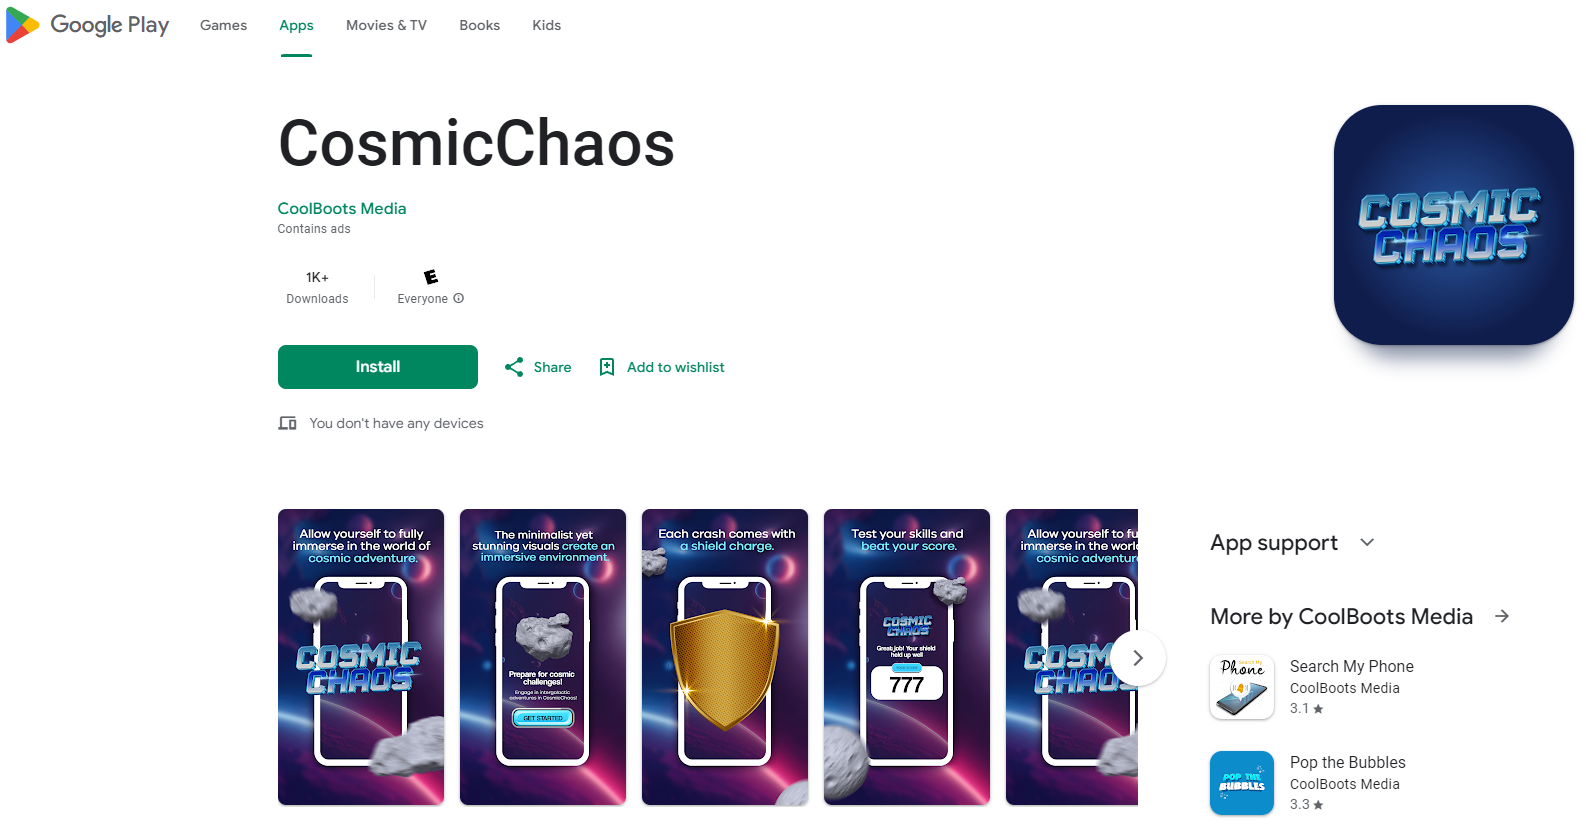 Google Play
Games
Apps
Movies & TV
Books
Kids
CosmicChaos
CoolBoots Media
Contains ads
1K+
Downloads
E
Everyone
Install
Share
Add to wishlist
You don't have any devices
COSMIC
CHAOS
Allow yourself to fully
immerse in the world of
cosmic adventure.
COSMIC
CHAOS
The minimalist yet
stunning visuals create an
immersive environment.
Prepare for cosmic
challenges!
Engage in intergalactic
adventures in CosmicChaos!
GET STARTED
Each crash comes with
a shield charge.
Test your skills and
beat your score.
COSMIC
CHAOS
Great job! Your shield
held up well
777
Allow yourself to fu
immerse in the world
cosmic adventur
COSM
CHAO
App support
More by CoolBoots Media
Search My
Phone
Search My Phone
CoolBoots Media
3.1
POP THE
BUBBLES
Pop the Bubbles
CoolBoots Media
3.3